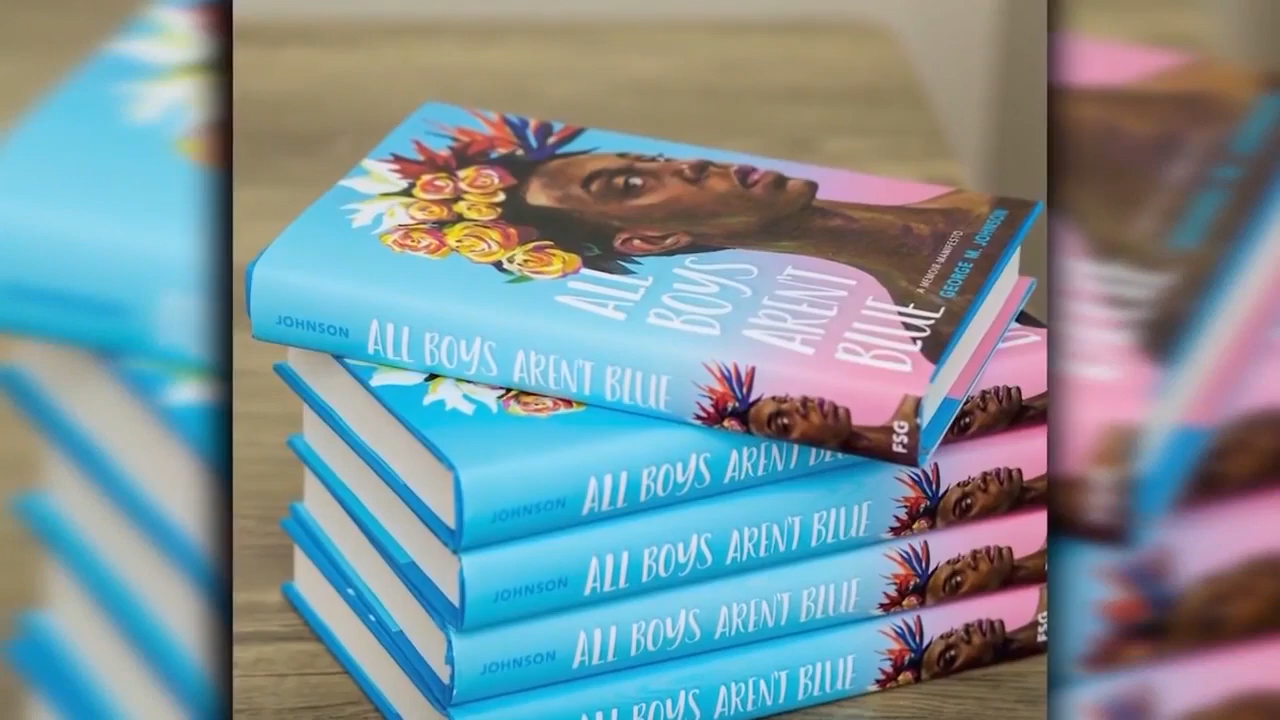 ALL
BOYS
AREN'T
BLUE
A MEMOIR MANIFESTO
GEORGE M. JOHNSON
JOHNSON ALL BOYS AREN'T BLUE FSG
JOHNSON ALL BOYS AREN'T
JOHNSON ALL BOYS AREN'T BLUE
JOHNSON ALL BOYS AREN'T BLUE FSG
ALL BOYS AREN'T BLUE